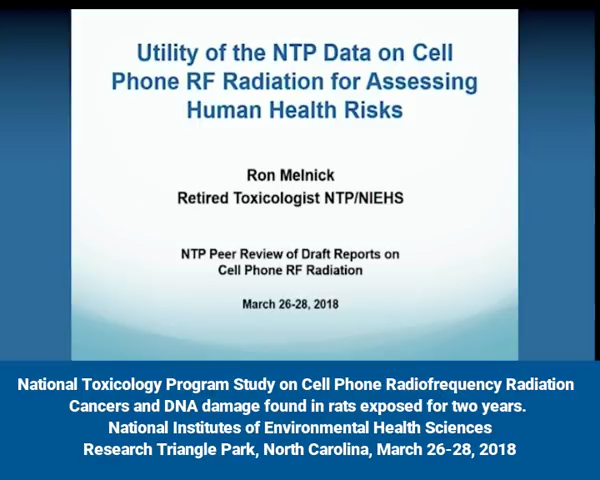 Utility of the NTP Data on Cell
Phone RF Radiation for Assessing
Human Health Risks
Ron Melnick
Retired Toxicologist NTP/NIEHS
NTP Peer Review of Draft Reports on
Cell Phone RF Radiation
March 26-28, 2018
National Toxicology Program Study on Cell Phone Radiofrequency Radiation
Cancers and DNA damage found in rats exposed for two years.
National Institutes of Environmental Health Sciences
Research Triangle Park, North Carolina, March 26-28, 2018